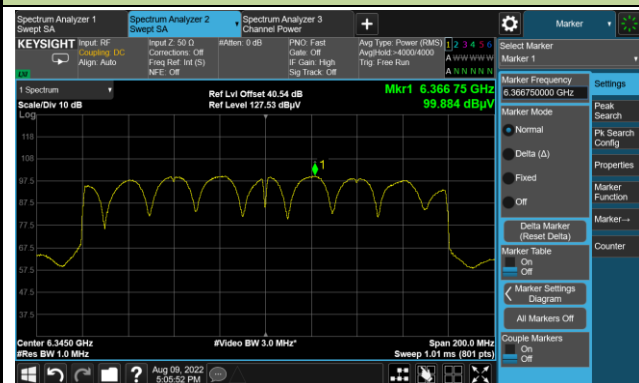 Spectrum Analyzer 1
Swept SA
Spectrum Analyzer 2
Swept SA
Spectrum Analyzer 3
Channel Power
+
Marker
KEYSIGHT
Input: RF
Coupling: DC
Align: Auto
Input Z: 50 Ω
Corrections: Off
Freq Ref: Int (S)
NFE: Off
#Atten: 0 dB
PNO: Fast
Gate: Off
IF Gain: High
Sig Track: Off
Avg Type: Power (RMS)
Avg|Hold:>4000/4000
Trig: Free Run
1 2 3 4 5 6
A W W W W W
A N N N N N
Select Marker
Marker 1
1 Spectrum
Scale/Div 10 dB
Log
Ref Lvl Offset 40.54 dB
Ref Level 127.53 dBµV
Mkr1 6.366 75 GHz
99.884 dBµV
118
108
97.5
87.5
77.5
67.5
57.5
47.5
37.5
1
Center 6.3450 GHz
#Res BW 1.0 MHz
#Video BW 3.0 MHz*
Span 200.0 MHz
Sweep 1.01 ms (801 pts)
Marker Frequency
6.366750000 GHz
Marker Mode
Normal
Delta (Δ)
Fixed
Off
Delta Marker
(Reset Delta)
Marker Table
On
Off
Marker Settings
Diagram
All Markers Off
Couple Markers
On
Off
Settings
Peak
Search
Pk Search
Config
Properties
Marker
Function
Marker→
Counter
?
Aug 09, 2022
5:05:52 PM